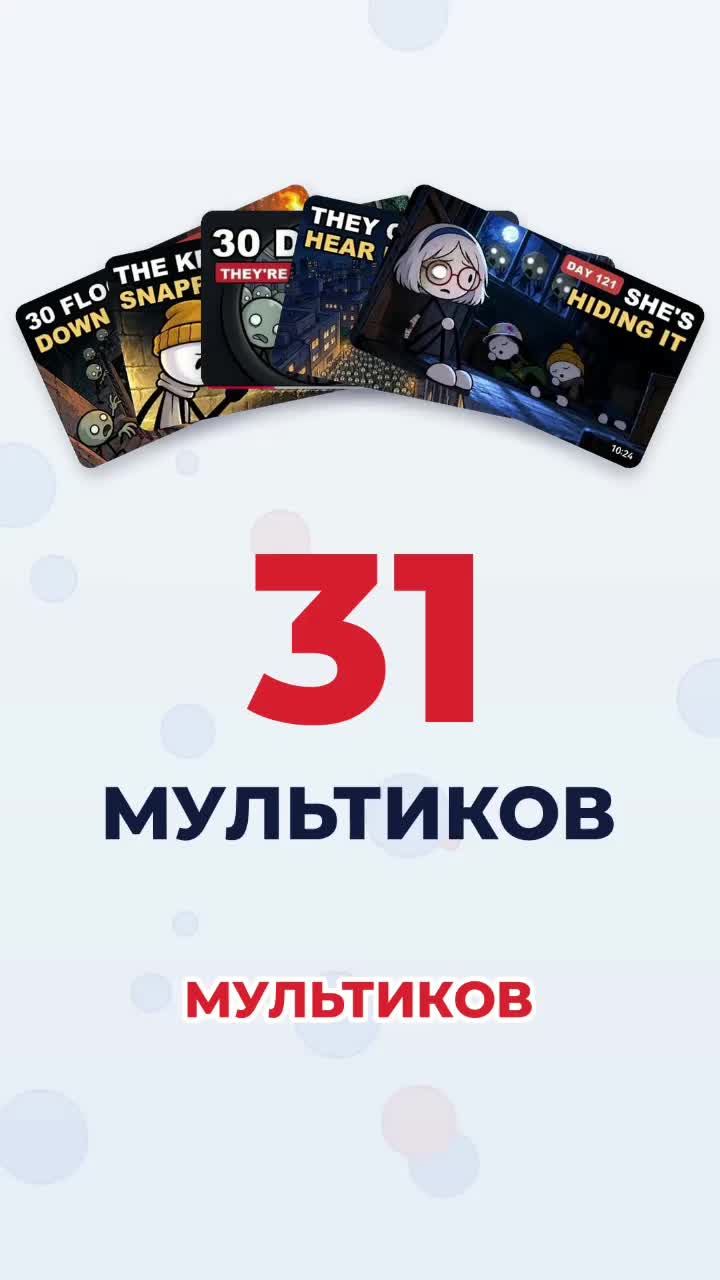 30 FLO
DOWN
THE
SNAPP
30 D
THEY'RE
THEY
HEAR
DAY 121 SHE'S
HIDING IT
10:24
31
МУЛЬТИКОВ
МУЛЬТИКОВ